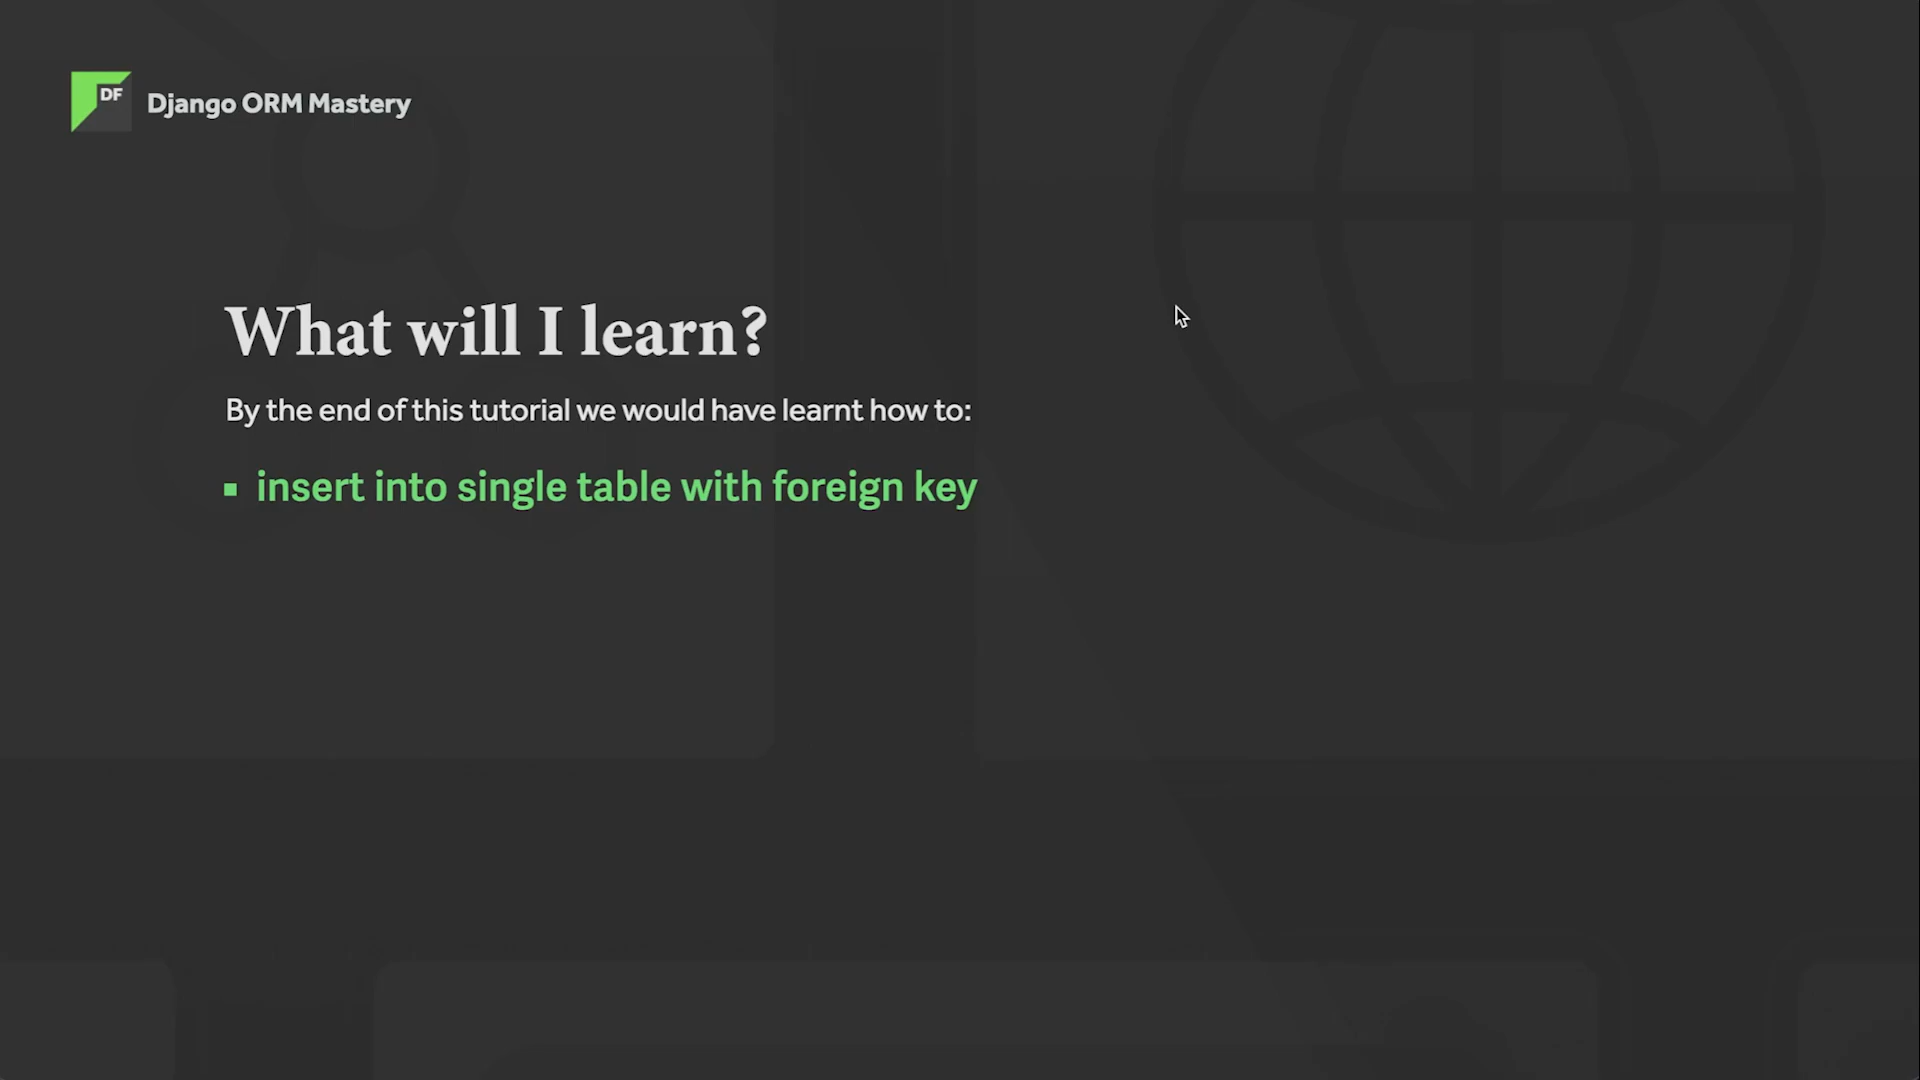 DF
Django ORM Mastery
What will I learn?
By the end of this tutorial we would have learnt how to:
▪ insert into single table with foreign key